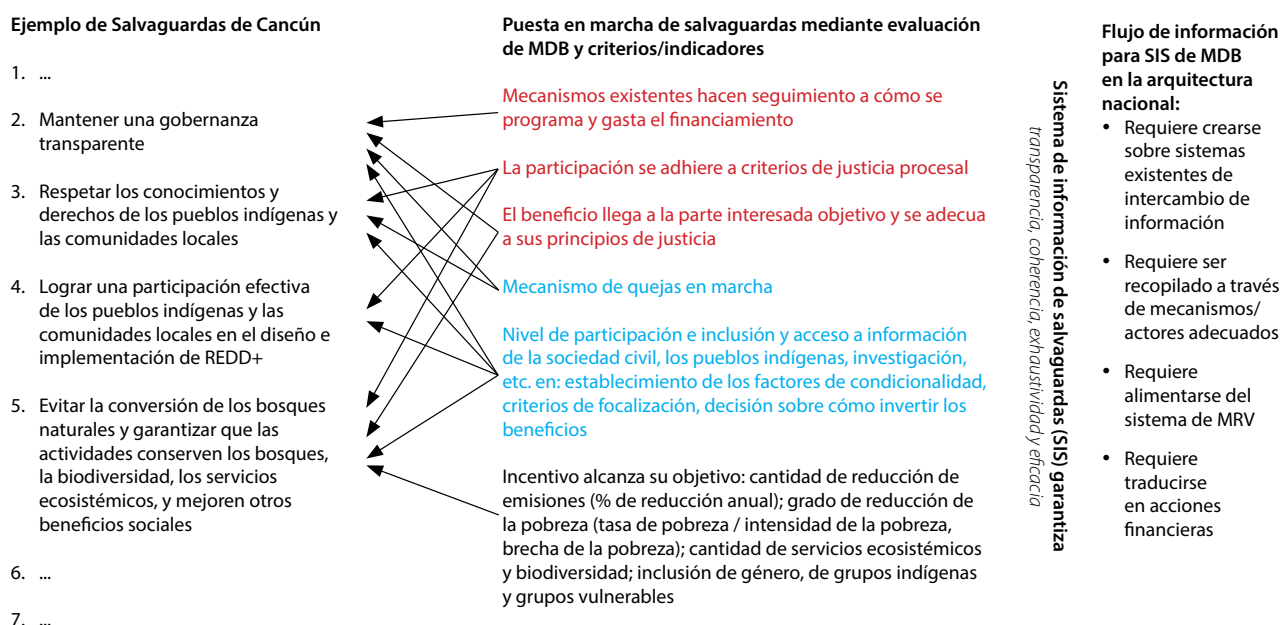 Ejemplo de Salvaguardas de Cancún
1. ...
2. Mantener una gobernanza
transparente
3. Respetar los conocimientos y
derechos de los pueblos indígenas y
las comunidades locales
4. Lograr una participación efectiva
de los pueblos indígenas y las
comunidades locales en el diseño e
implementación de REDD+
5. Evitar la conversión de los bosques
naturales y garantizar que las
actividades conserven los bosques,
la biodiversidad, los servicios
ecosistémicos, y mejoren otros
beneficios sociales
6. ...
7. ...
Puesta en marcha de salvaguardas mediante evaluación
de MDB y criterios/indicadores
Mecanismos existentes hacen seguimiento a cómo se
programa y gasta el financiamiento
La participación se adhiere a criterios de justicia procesal
El beneficio llega a la parte interesada objetivo y se adecua
a sus principios de justicia
Mecanismo de quejas en marcha
Nivel de participación e inclusión y acceso a información
de la sociedad civil, los pueblos indígenas, investigación,
etc. en: establecimiento de los factores de condicionalidad,
criterios de focalización, decisión sobre cómo invertir los
beneficios
Incentivo alcanza su objetivo: cantidad de reducción de
emisiones (% de reducción anual); grado de reducción de
la pobreza (tasa de pobreza / intensidad de la pobreza,
brecha de la pobreza); cantidad de servicios ecosistémicos
y biodiversidad; inclusión de género, de grupos indígenas
y grupos vulnerables
Sistema de información de salvaguardas (SIS) garantiza
transparencia, coherencia, exhaustividad y eficacia
Flujo de información
para SIS de MDB
en la arquitectura
nacional:
• Requiere crearse
sobre sistemas
existentes de
intercambio de
información
• Requiere ser
recopilado a través
de mecanismos/
actores adecuados
• Requiere
alimentarse del
sistema de MRV
• Requiere
traducirse
en acciones
financieras